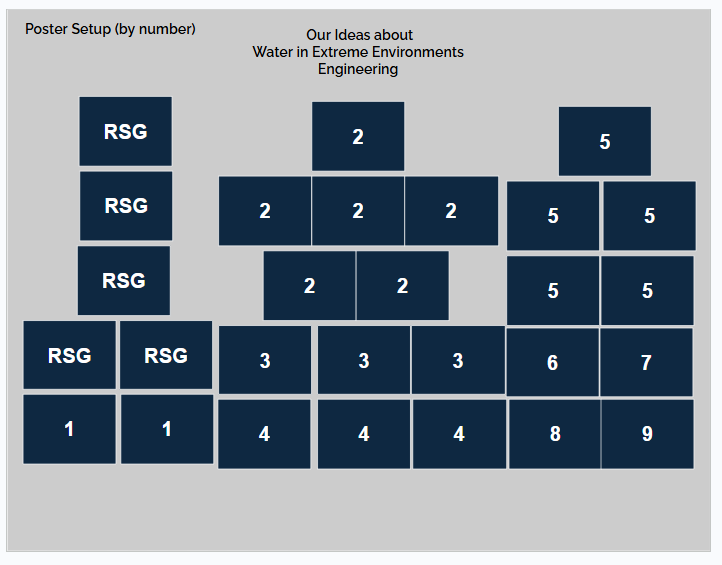 Poster Setup (by number)
Our Ideas about
Water in Extreme Environments
Engineering
RSG
2
5
RSG
2 2 2
5 5
RSG
2 2
5 5
RSG RSG
3 3 3
6 7
1 1
4 4 4
8 9